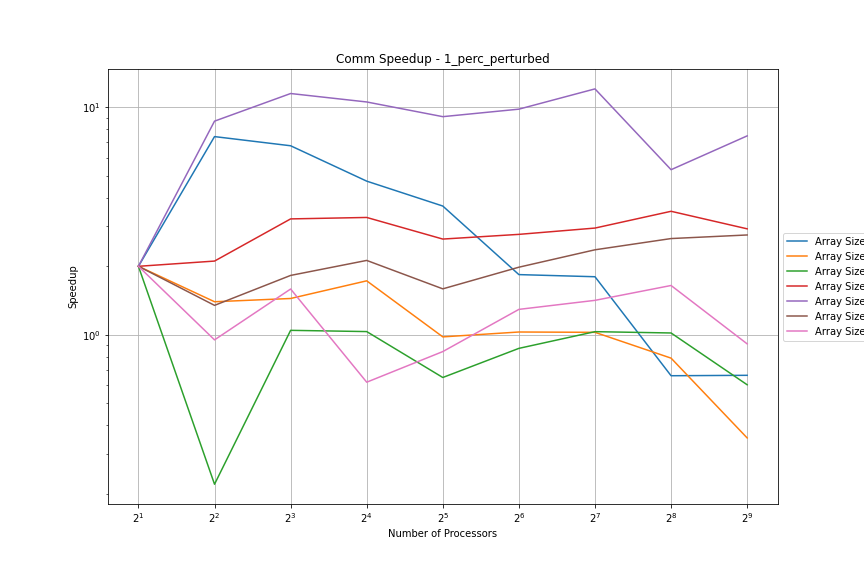 Comm Speedup - 1_perc_perturbed
Speedup
10¹
10⁰
2¹ 2² 2³ 2⁴ 2⁵ 2⁶ 2⁷ 2⁸ 2⁹
Number of Processors
Array Size
Array Size
Array Size
Array Size
Array Size
Array Size
Array Size